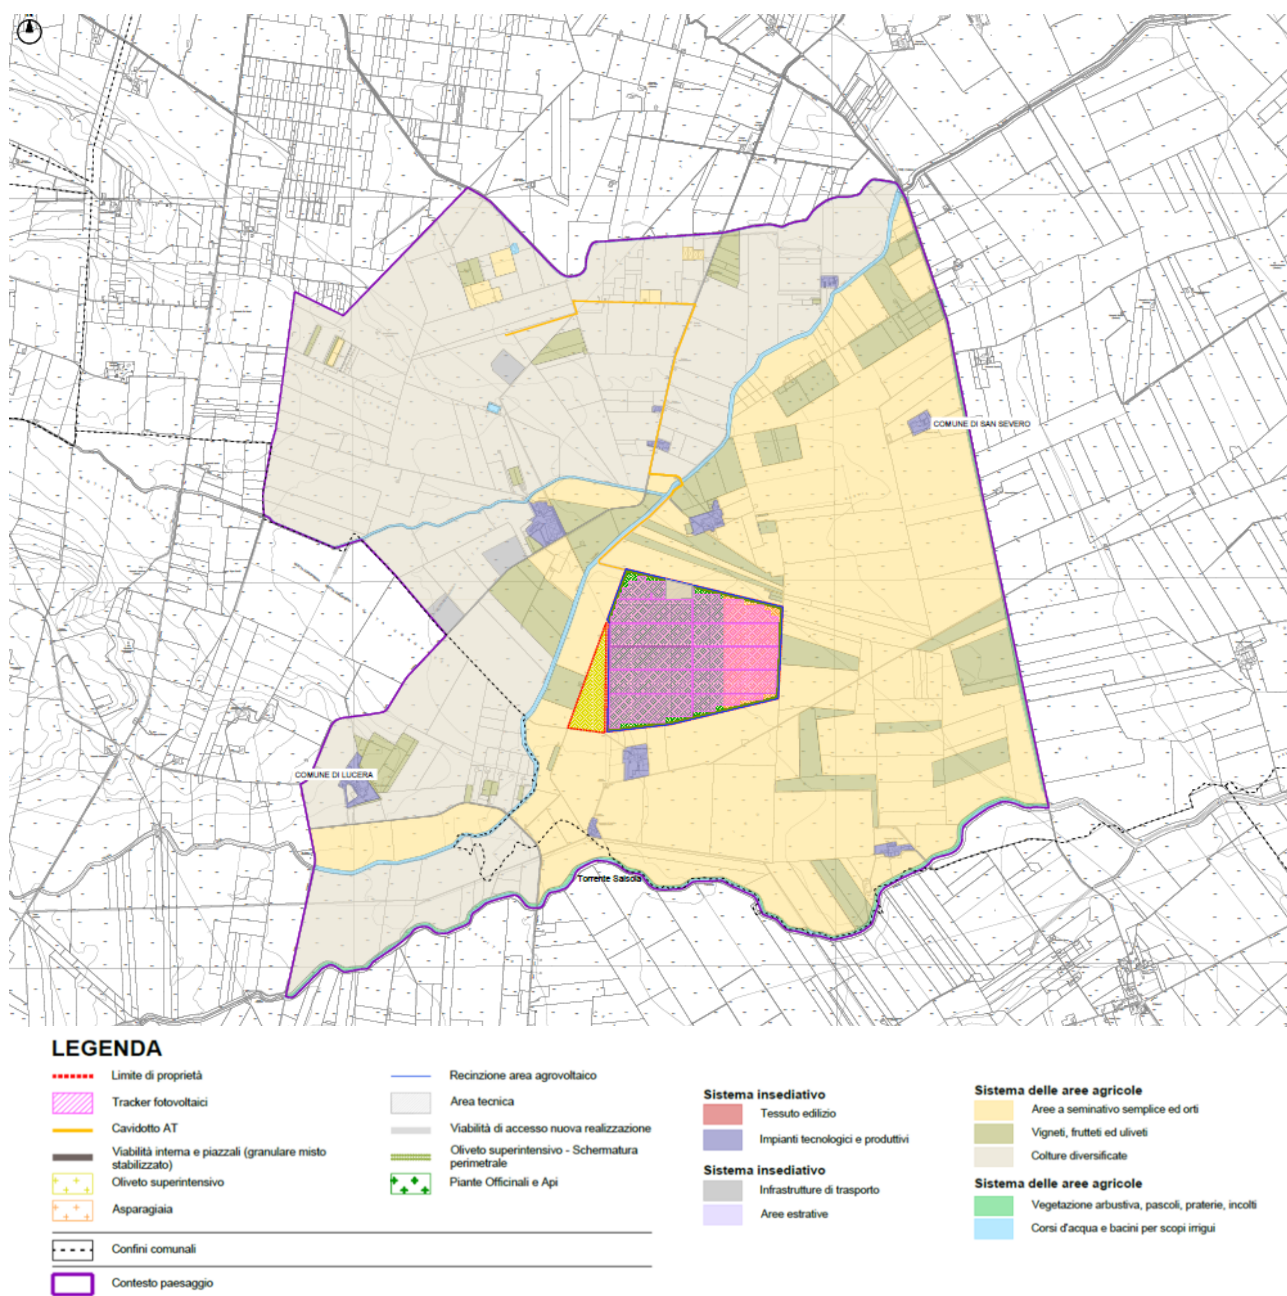 COMUNE DI SAN SEVERO
COMUNE DI LUCERA
Torrente Salsola
LEGENDA
Limite di proprietà
Tracker fotovoltaici
Cavidotto AT
Viabilità interna e piazzali (granulare misto
stabilizzato)
Oliveto superintensivo
Asparagiaia
Confini comunali
Contesto paesaggio
Recinzione area agrovoltaico
Area tecnica
Viabilità di accesso nuova realizzazione
Oliveto superintensivo - Schermatura
perimetrale
Piante Officinali e Api
Sistema insediativo
Tessuto edilizio
Impianti tecnologici e produttivi
Sistema insediativo
Infrastrutture di trasporto
Aree estrative
Sistema delle aree agricole
Aree a seminativo semplice ed orti
Vigneti, frutteti ed uliveti
Colture diversificate
Sistema delle aree agricole
Vegetazione arbustiva, pascoli, praterie, incolti
Corsi d'acqua e bacini per scopi irrigui